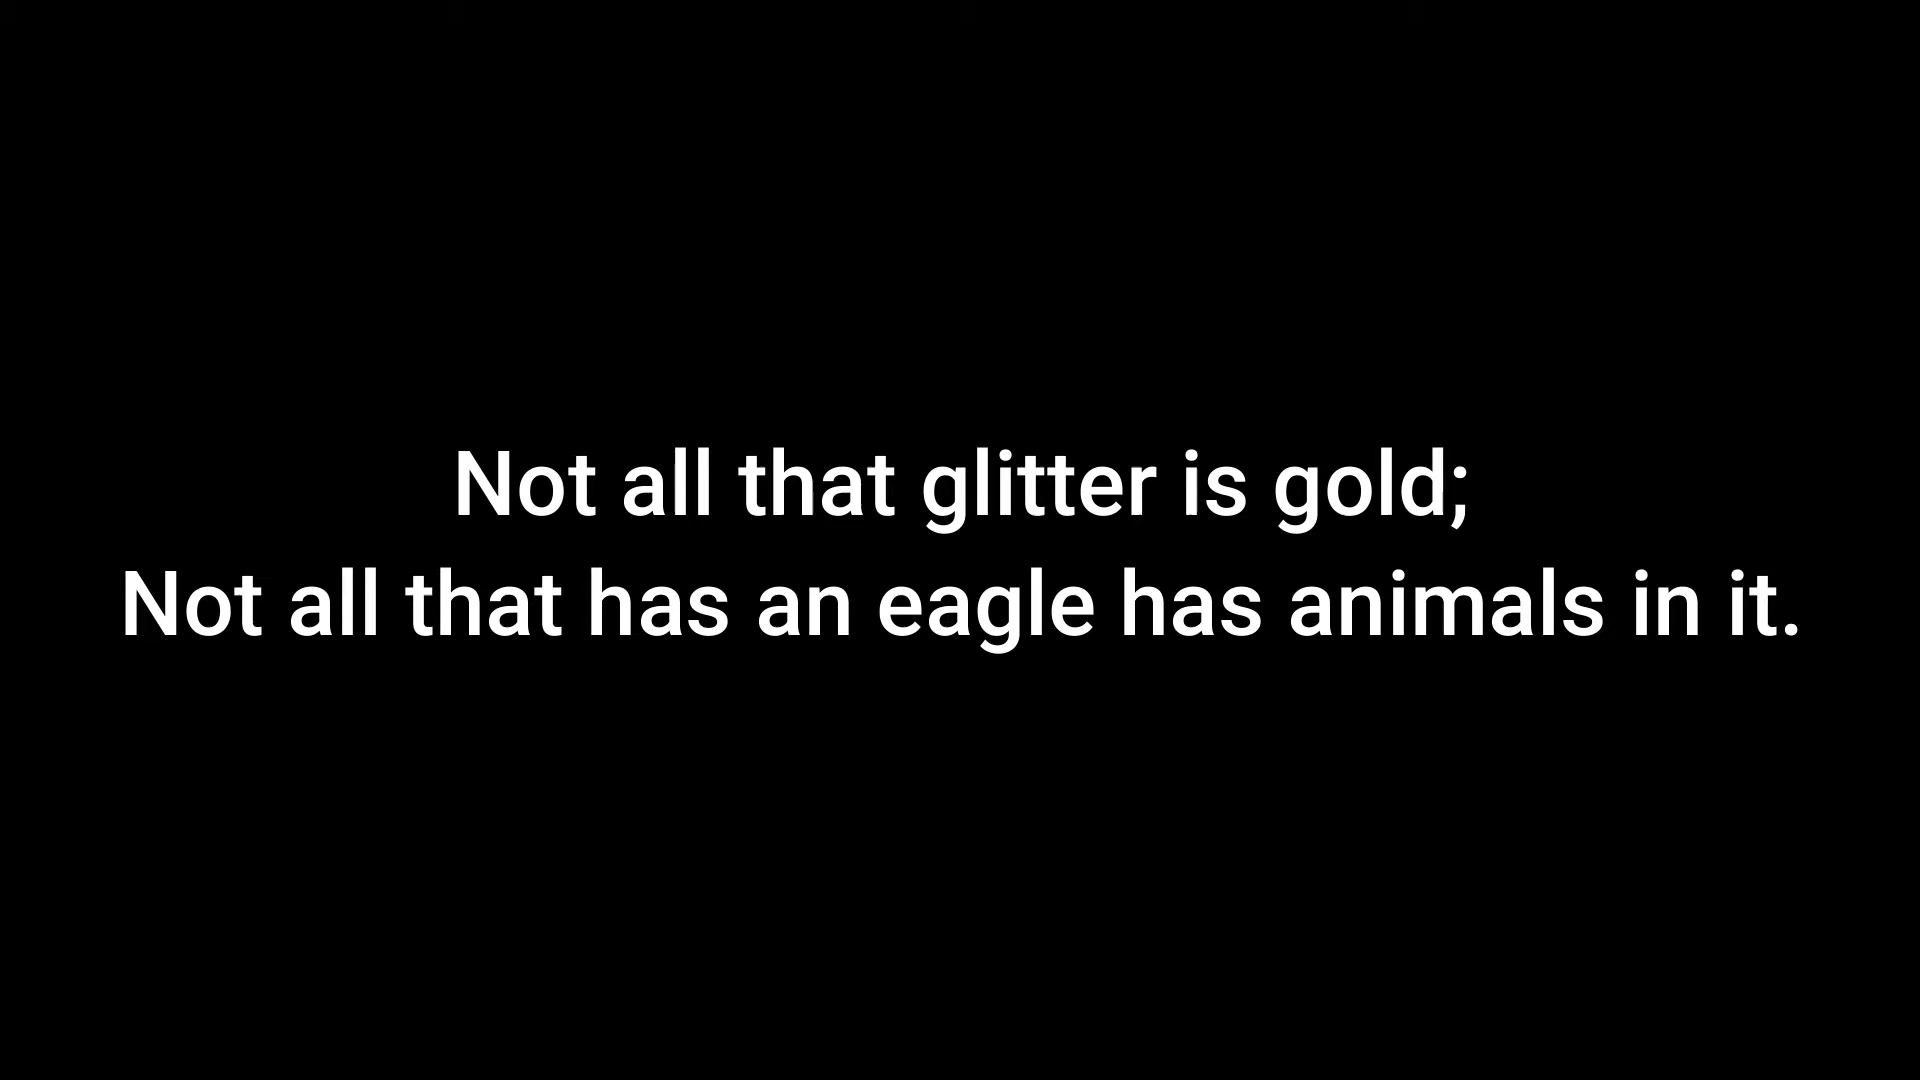 Not all that glitter is gold;
Not all that has an eagle has animals in it.